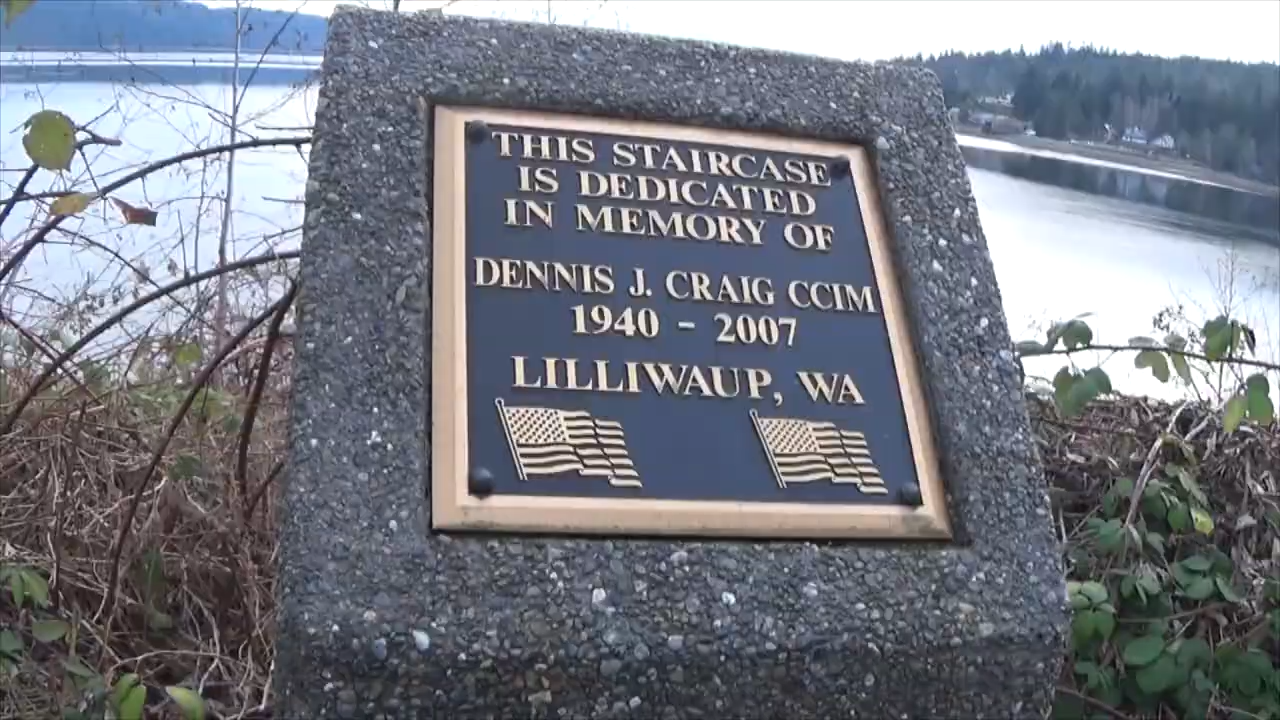 THIS STAIRCASE
IS DEDICATED
IN MEMORY OF
DENNIS J. CRAIG CCIM
1940 - 2007
LILLIWAUP, WA